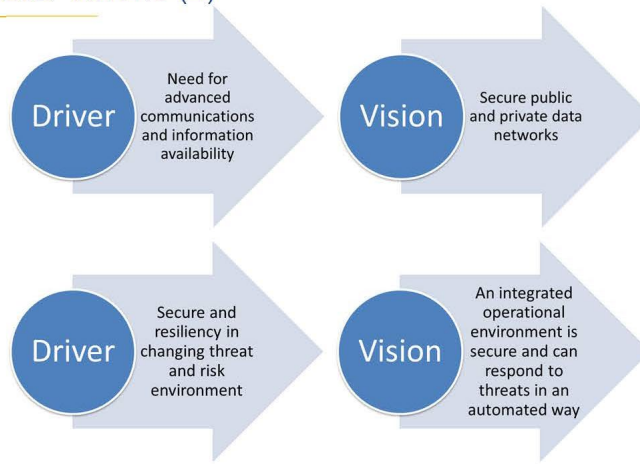 Driver
Need for
advanced
communications
and information
availability
Vision
Secure public
and private data
networks
Driver
Secure and
resiliency in
changing threat
and risk
environment
Vision
An integrated
operational
environment is
secure and can
respond to
threats in an
automated way